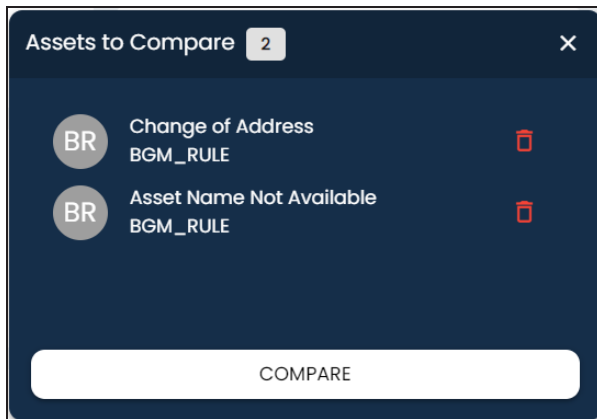 Assets to Compare 2
BR
Change of Address
BGM_RULE
BR
Asset Name Not Available
BGM_RULE
COMPARE